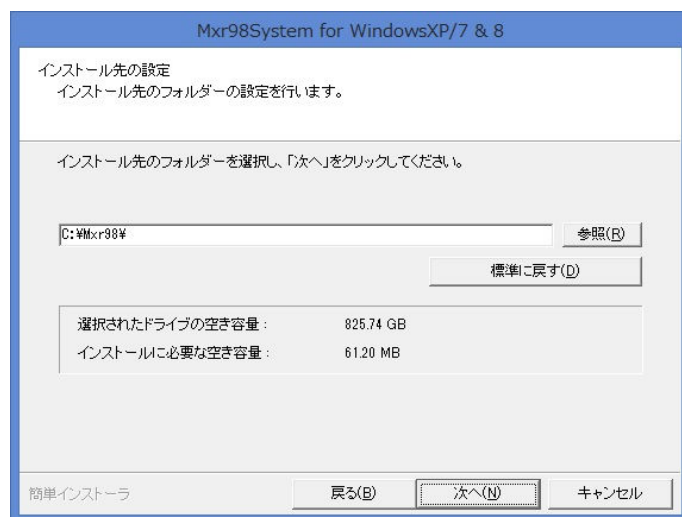 Mxr98System for WindowsXP/7 & 8
インストール先の設定
インストール先のフォルダーの設定を行います。
インストール先のフォルダーを選択し、「次へ」をクリックしてください。
C:¥Mxr98¥
参照(R)
標準に戻す(D)
選択されたドライブの空き容量: 825.74 GB
インストールに必要な空き容量: 61.20 MB
簡単インストーラ
戻る(B)
次へ(N)
キャンセル